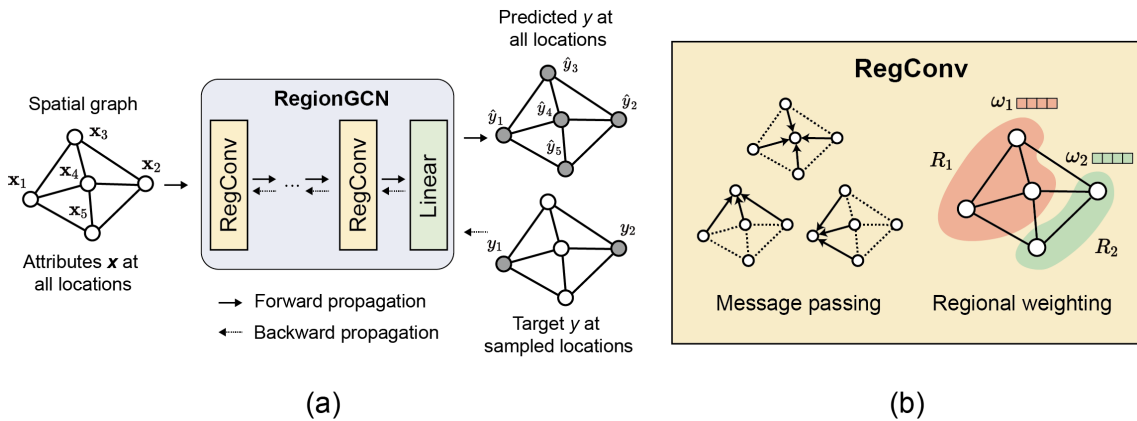 Spatial graph
x₃
x₁
x₄
x₂
x₅
Attributes x at
all locations
RegionGCN
RegConv
...
RegConv
Linear
Forward propagation
Backward propagation
Predicted y at
all locations
ŷ₃
ŷ₁
ŷ₄
ŷ₂
ŷ₅
y₁
y₂
Target y at
sampled locations
(a)
RegConv
Message passing
ω₁
R₁
ω₂
R₂
Regional weighting
(b)